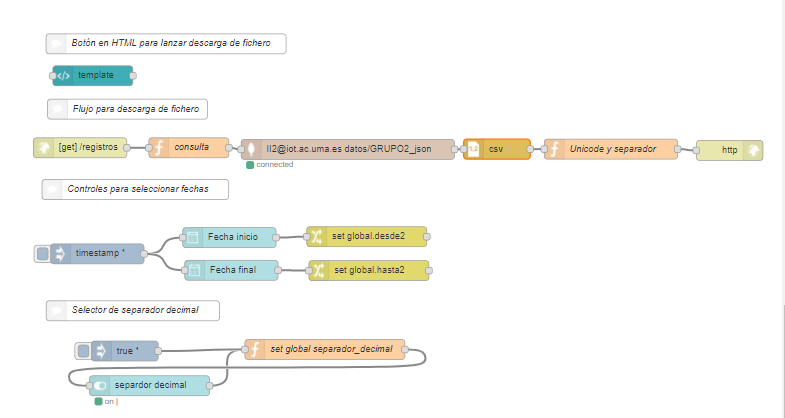 Botón en HTML para lanzar descarga de fichero
template
Flujo para descarga de fichero
[get] /registros
consulta
II2@iot.ac.uma.es datos/GRUPO2_json
csv
Unicode y separador
http
connected
Controles para seleccionar fechas
Fecha inicio
set global.desde2
timestamp *
Fecha final
set global.hasta2
Selector de separador decimal
true *
set global separador_decimal
separdor decimal
on |